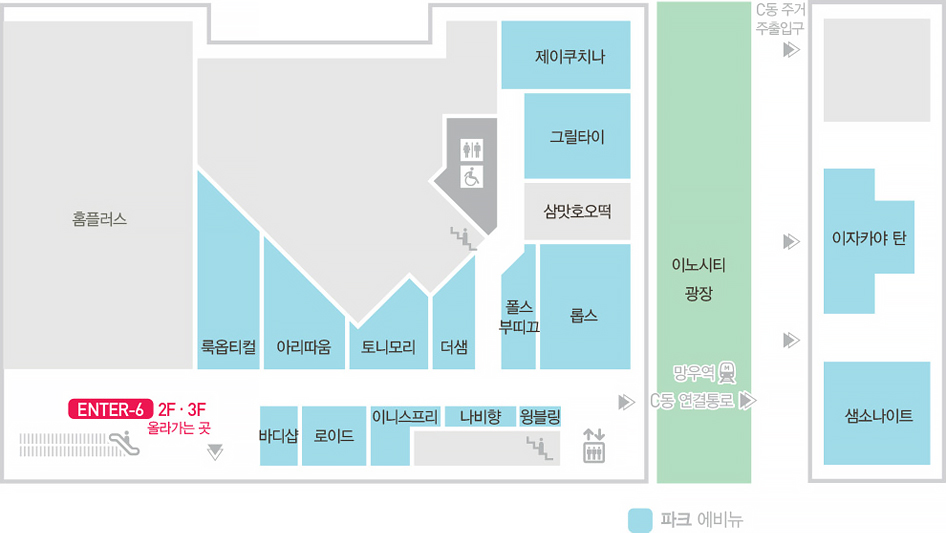 C동 주거
주출입구
제이쿠치나
그릴타이
홈플러스
삼맛호오떡
이자카야 탄
이노시티
광장
폴스
부띠끄
롭스
룩옵티컬
아리따움
토니모리
더샘
망우역
C동 연결통로
ENTER-6 2F · 3F
올라가는 곳
바디샵
로이드
이니스프리
나비향
윙블링
샘소나이트
파크 에비뉴